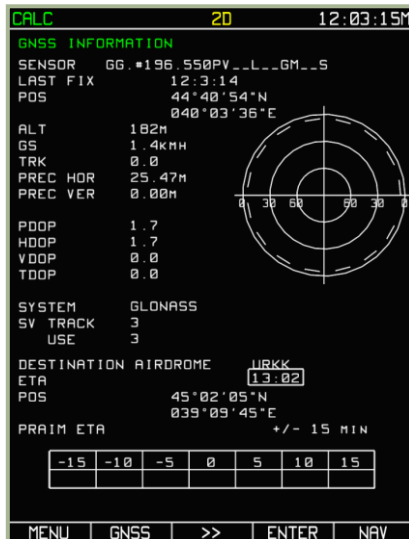 CALC 2D 12:03:15M
GNSS INFORMATION
SENSOR GG.#196.550PV__L__GM__S
LAST FIX 12:3:14
POS 44°40'54"N
040°03'36"E
ALT 182M
GS 1.4KMH
TRK 0.0
PREC HOR 25.47M
PREC VER 0.00M
0 30 60 60 30 0
PDOP 1.7
HDOP 1.7
VDOP 0.0
TDOP 0.0
SYSTEM GLONASS
SV TRACK 3
USE 3
DESTINATION AIRDROME URKK
ETA 13:02
POS 45°02'05"N
039°09'45"E
PRAIM ETA +/- 15 MIN
-15 -10 -5 0 5 10 15
MENU GNSS >> ENTER NAV